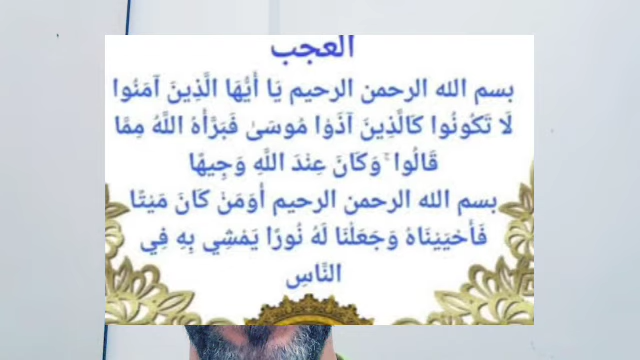 العجب
بسم الله الرحمن الرحيم يَا أَيُّهَا الَّذِينَ آمَنُوا
لَا تَكُونُوا كَالَّذِينَ آذَوْا مُوسَىٰ فَبَرَّأَهُ اللَّهُ مِمَّا
قَالُوا ۚ وَكَانَ عِنْدَ اللَّهِ وَجِيهًا
بسم الله الرحمن الرحيم أَوَمَنْ كَانَ مَيْتًا
فَأَحْيَيْنَاهُ وَجَعَلْنَا لَهُ نُورًا يَمْشِي بِهِ فِي
النَّاسِ